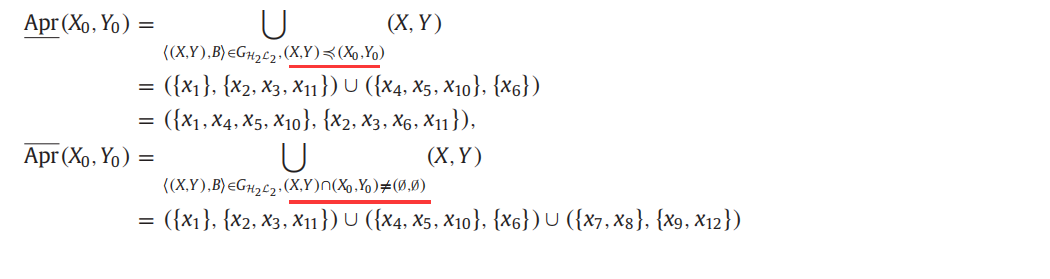 Apr(X₀, Y₀) = ⋃ (X, Y)
⟨(X,Y),B⟩∈G_{ℋ₂ℒ₂},(X,Y)≼(X₀,Y₀)
= ({x₁}, {x₂, x₃, x₁₁}) ∪ ({x₄, x₅, x₁₀}, {x₆})
= ({x₁, x₄, x₅, x₁₀}, {x₂, x₃, x₆, x₁₁}),
Apr(X₀, Y₀) = ⋃ (X, Y)
⟨(X,Y),B⟩∈G_{ℋ₂ℒ₂},(X,Y)∩(X₀,Y₀)≠(∅,∅)
= ({x₁}, {x₂, x₃, x₁₁}) ∪ ({x₄, x₅, x₁₀}, {x₆}) ∪ ({x₇, x₈}, {x₉, x₁₂})